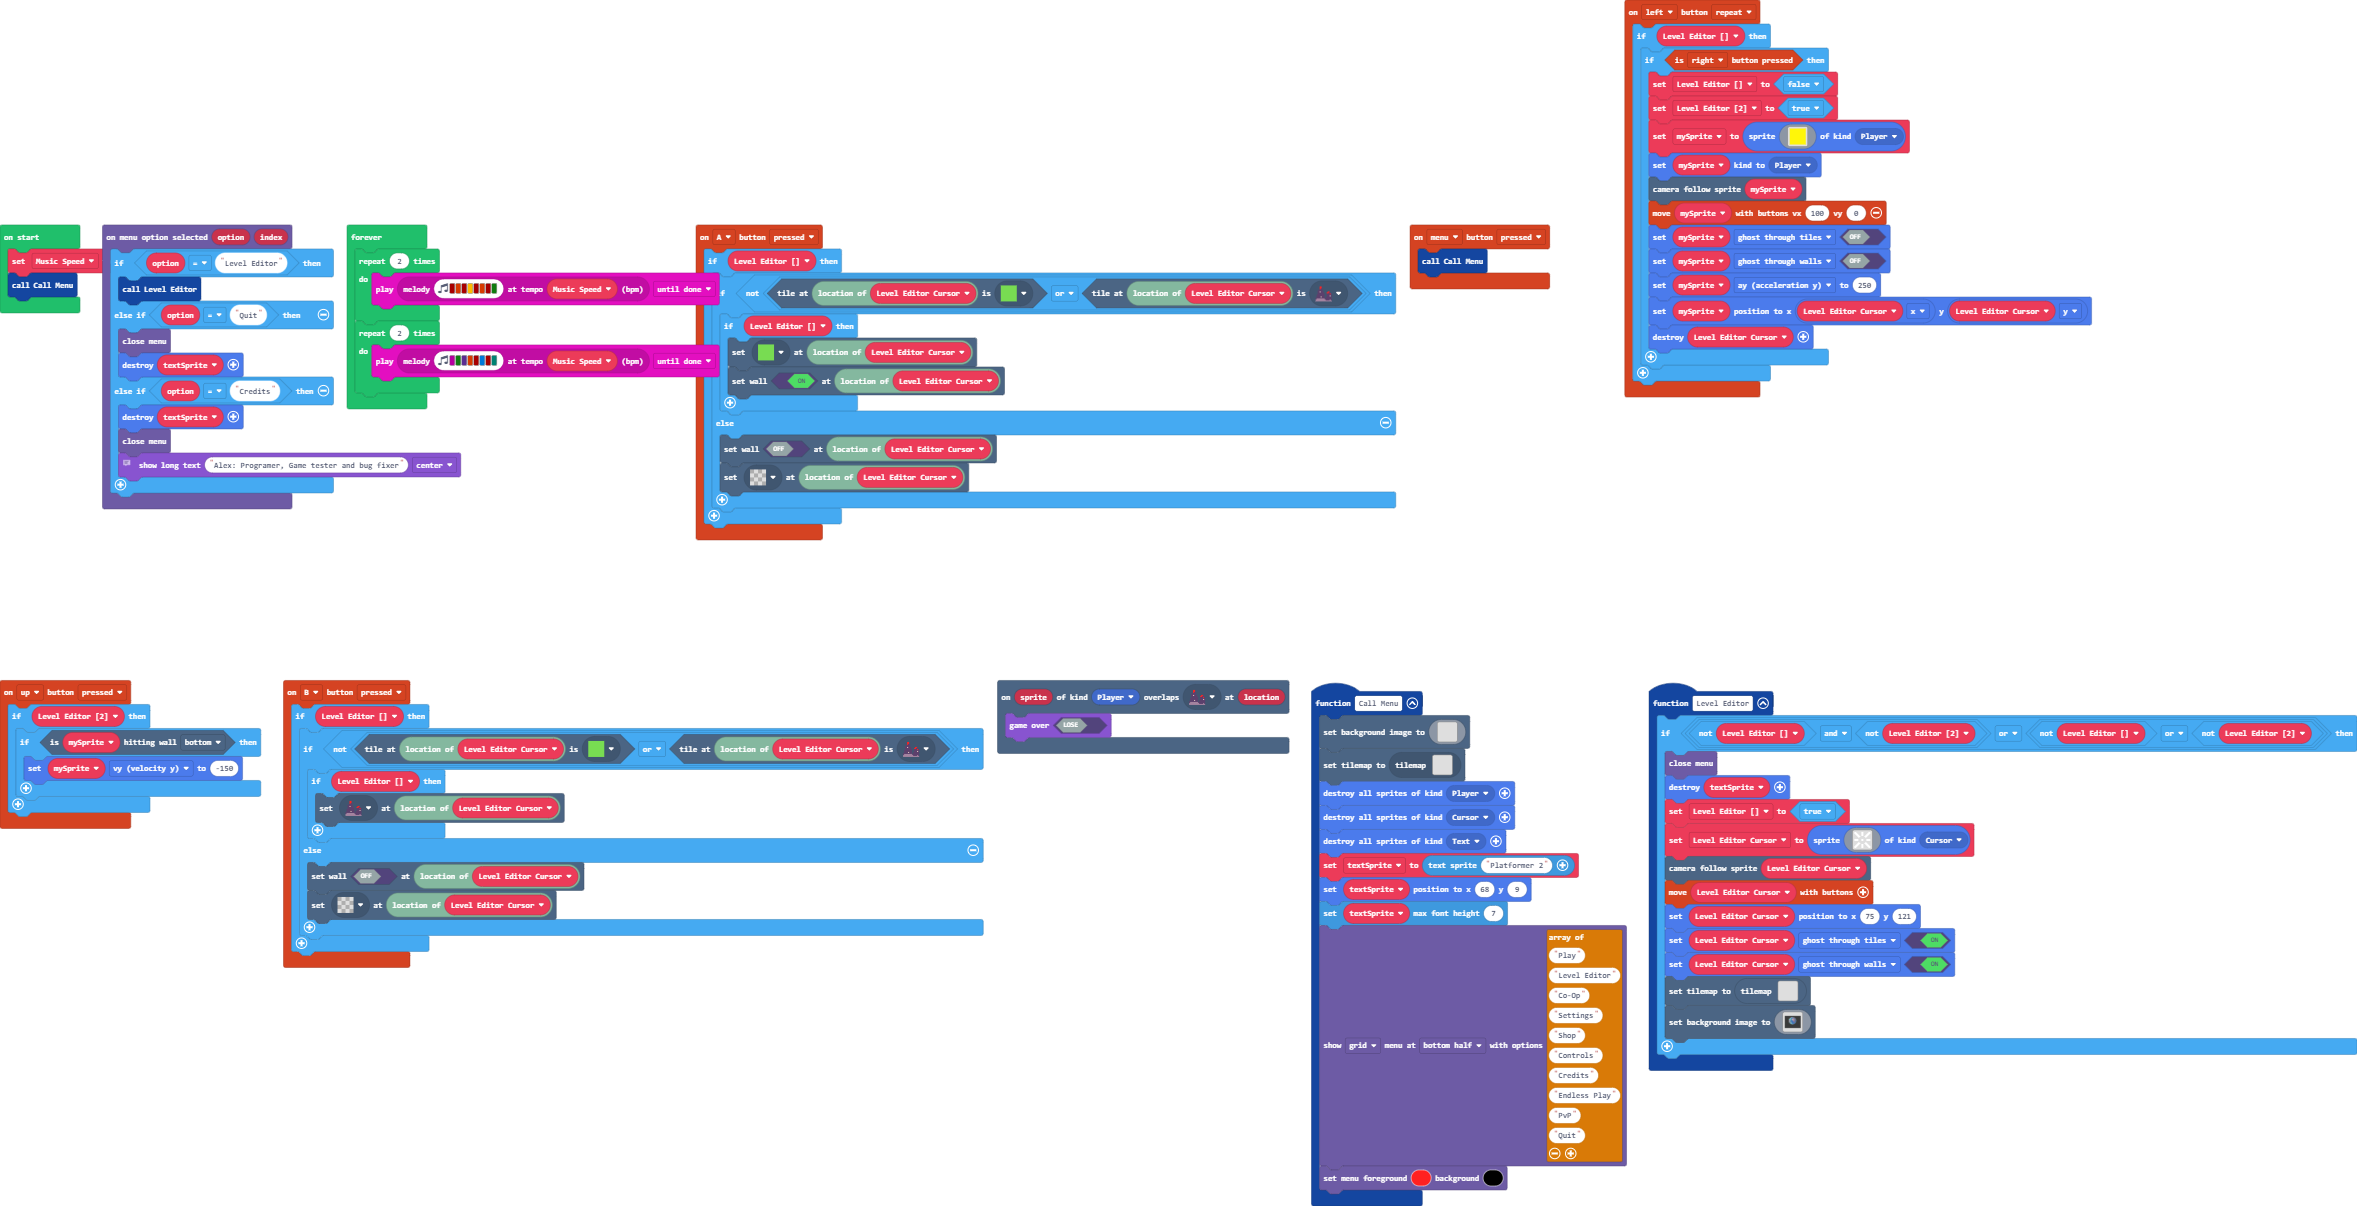 on left button repeat
if Level Editor [] then
if is right button pressed then
set Level Editor [] to false
set Level Editor [2] to true
set mySprite to sprite of kind Player
set mySprite kind to Player
camera follow sprite mySprite
move mySprite with buttons vx 100 vy 0
set mySprite ghost through tiles OFF
set mySprite ghost through walls OFF
set mySprite ay (acceleration y) to 250
set mySprite position to x Level Editor Cursor x y Level Editor Cursor y
destroy Level Editor Cursor
on start
set Music Speed
call Call Menu
on menu option selected option index
if option = "Level Editor" then
call Level Editor
else if option = "Quit" then
close menu
destroy textSprite
else if option = "Credits" then
destroy textSprite
close menu
show long text "Alex: Programer, Game tester and bug fixer" center
forever
repeat 2 times
do
play melody at tempo Music Speed (bpm) until done
repeat 2 times
do
play melody at tempo Music Speed (bpm) until done
on A button pressed
if Level Editor [] then
if not tile at location of Level Editor Cursor is or tile at location of Level Editor Cursor is then
if Level Editor [] then
set at location of Level Editor Cursor
set wall ON at location of Level Editor Cursor
else
set wall OFF at location of Level Editor Cursor
set at location of Level Editor Cursor
on menu button pressed
call Call Menu
on up button pressed
if Level Editor [2] then
if is mySprite hitting wall bottom then
set mySprite vy (velocity y) to -150
on B button pressed
if Level Editor [] then
if not tile at location of Level Editor Cursor is or tile at location of Level Editor Cursor is then
if Level Editor [] then
set at location of Level Editor Cursor
else
set wall OFF at location of Level Editor Cursor
set at location of Level Editor Cursor
on sprite of kind Player overlaps at location
game over LOSE
function Call Menu
set background image to
set tilemap to tilemap
destroy all sprites of kind Player
destroy all sprites of kind Cursor
destroy all sprites of kind Text
set textSprite to text sprite "Platformer 2"
set textSprite position to x 68 y 9
set textSprite max font height 7
show grid menu at bottom half with options
array of
"Play"
"Level Editor"
"Co-Op"
"Settings"
"Shop"
"Controls"
"Credits"
"Endless Play"
"PvP"
"Quit"
set menu foreground background
function Level Editor
if not Level Editor [] and not Level Editor [2] or not Level Editor [] or not Level Editor [2] then
close menu
destroy textSprite
set Level Editor [] to true
set Level Editor Cursor to sprite of kind Cursor
camera follow sprite Level Editor Cursor
move Level Editor Cursor with buttons
set Level Editor Cursor position to x 75 y 121
set Level Editor Cursor ghost through tiles ON
set Level Editor Cursor ghost through walls ON
set tilemap to tilemap
set background image to